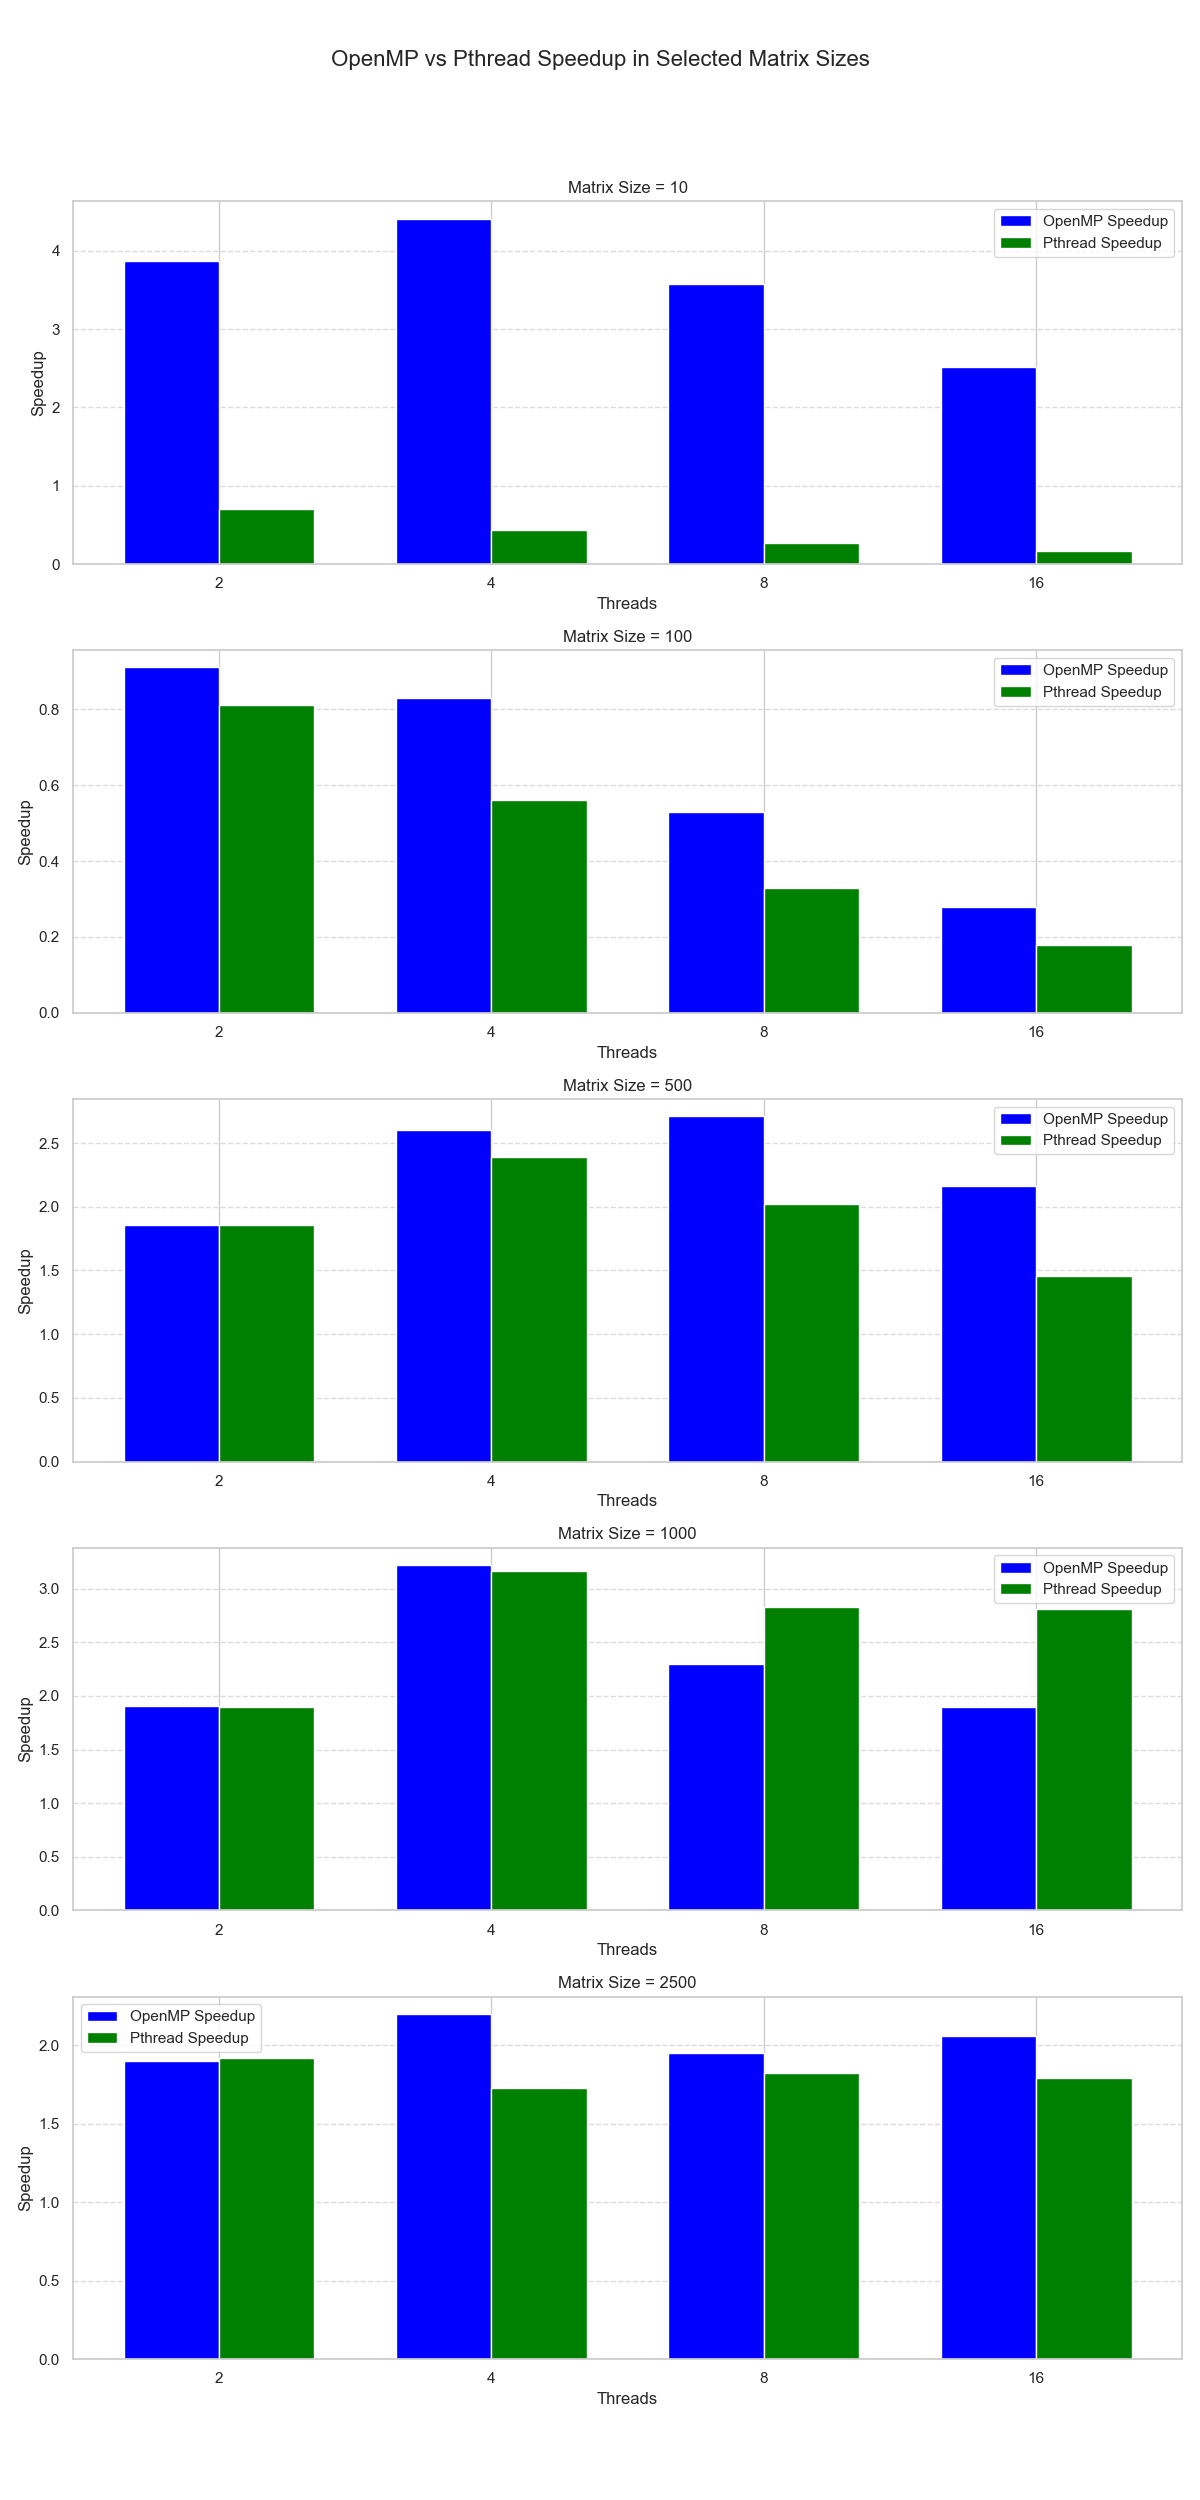 OpenMP vs Pthread Speedup in Selected Matrix Sizes
Matrix Size = 10
OpenMP Speedup
Pthread Speedup
4
3
2
1
0
Speedup
2 4 8 16
Threads
Matrix Size = 100
OpenMP Speedup
Pthread Speedup
0.8
0.6
0.4
0.2
0.0
Speedup
2 4 8 16
Threads
Matrix Size = 500
OpenMP Speedup
Pthread Speedup
2.5
2.0
1.5
1.0
0.5
0.0
Speedup
2 4 8 16
Threads
Matrix Size = 1000
OpenMP Speedup
Pthread Speedup
3.0
2.5
2.0
1.5
1.0
0.5
0.0
Speedup
2 4 8 16
Threads
Matrix Size = 2500
OpenMP Speedup
Pthread Speedup
2.0
1.5
1.0
0.5
0.0
Speedup
2 4 8 16
Threads